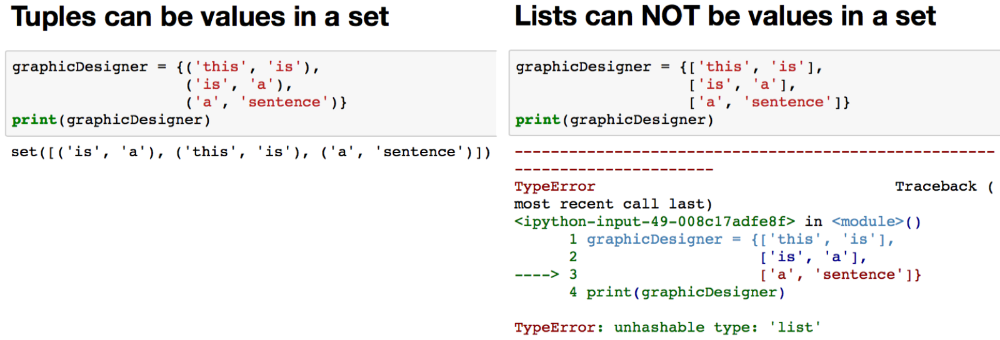 Tuples can be values in a set
graphicDesigner = {('this', 'is'),
('is', 'a'),
('a', 'sentence')}
print(graphicDesigner)
set([('is', 'a'), ('this', 'is'), ('a', 'sentence')])
Lists can NOT be values in a set
graphicDesigner = {['this', 'is'],
['is', 'a'],
['a', 'sentence']}
print(graphicDesigner)
-----------------------------------------------------
----------------------
TypeError Traceback (
most recent call last)
<ipython-input-49-008c17adfe8f> in <module>()
1 graphicDesigner = {['this', 'is'],
2 ['is', 'a'],
----> 3 ['a', 'sentence']}
4 print(graphicDesigner)
TypeError: unhashable type: 'list'